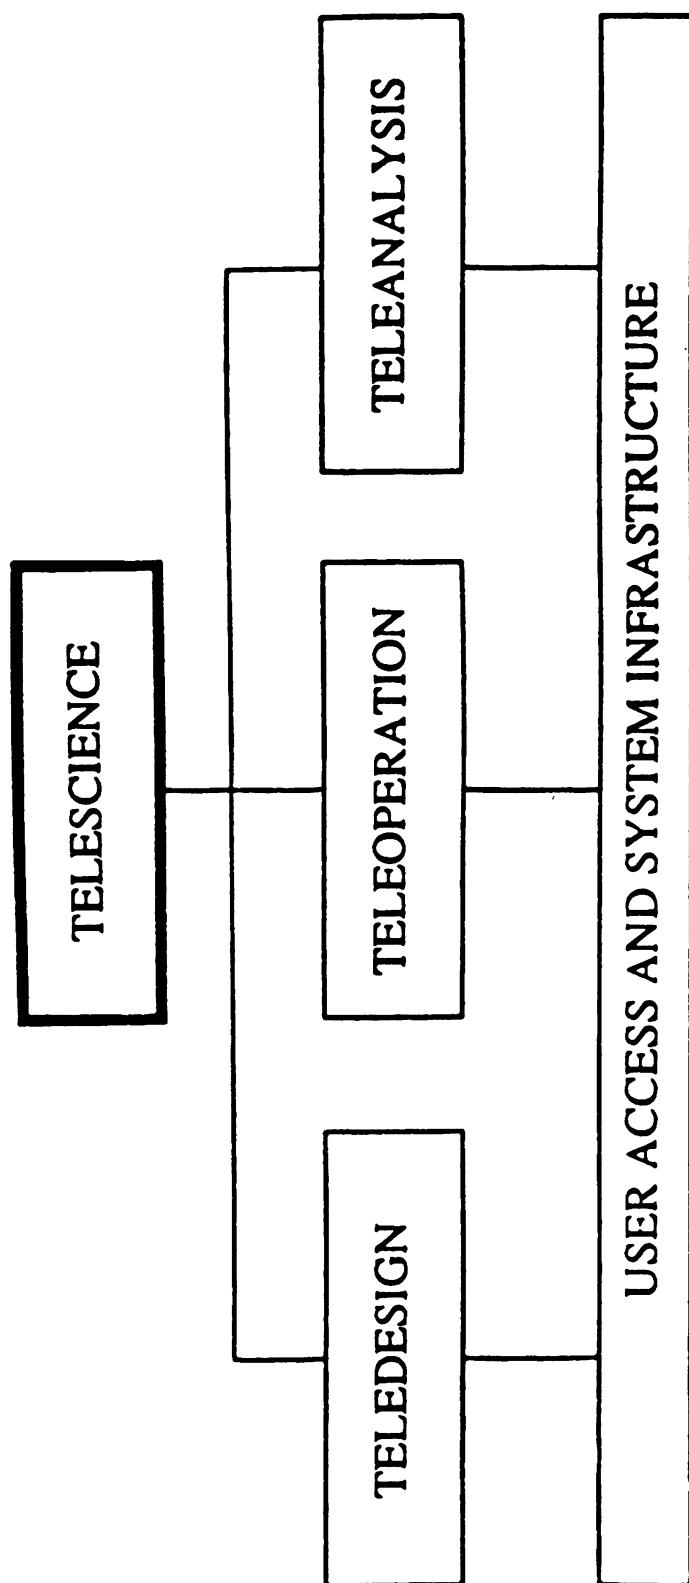 TELESCIENCE
TELEDESIGN
TELEOPERATION
TELEANALYSIS
USER ACCESS AND SYSTEM INFRASTRUCTURE